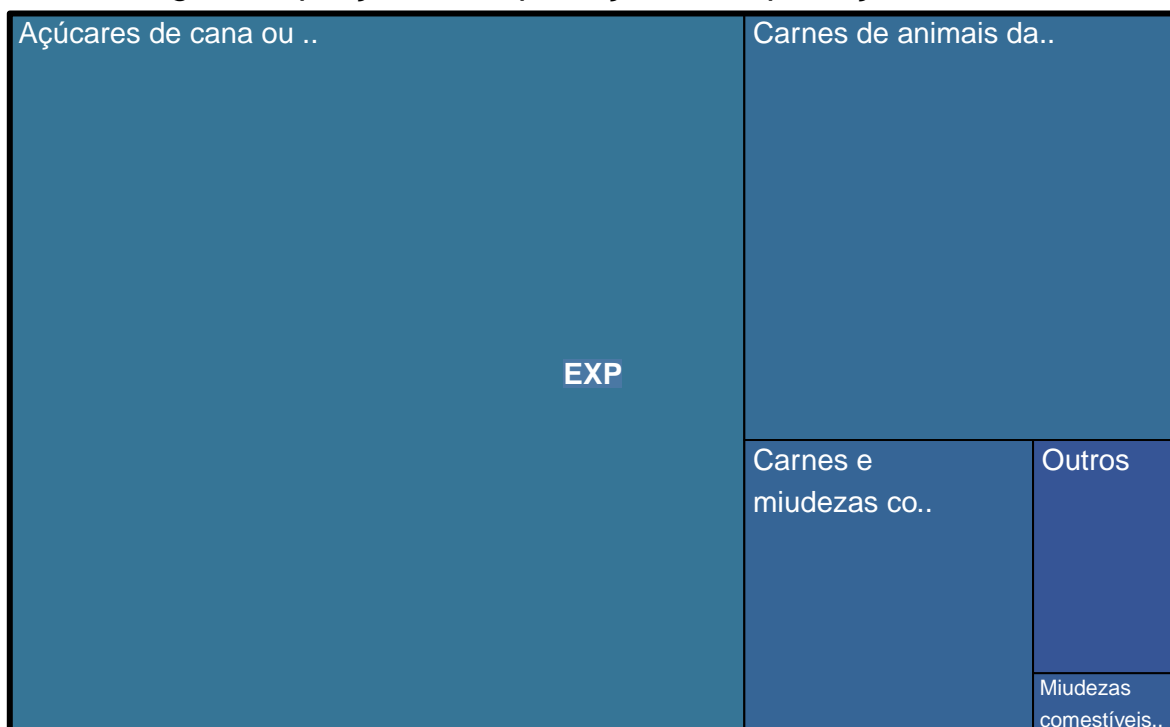 Açúcares de cana ou ..
Carnes de animais da..
EXP
Carnes e
miudezas co..
Outros
Miudezas
comestíveis..